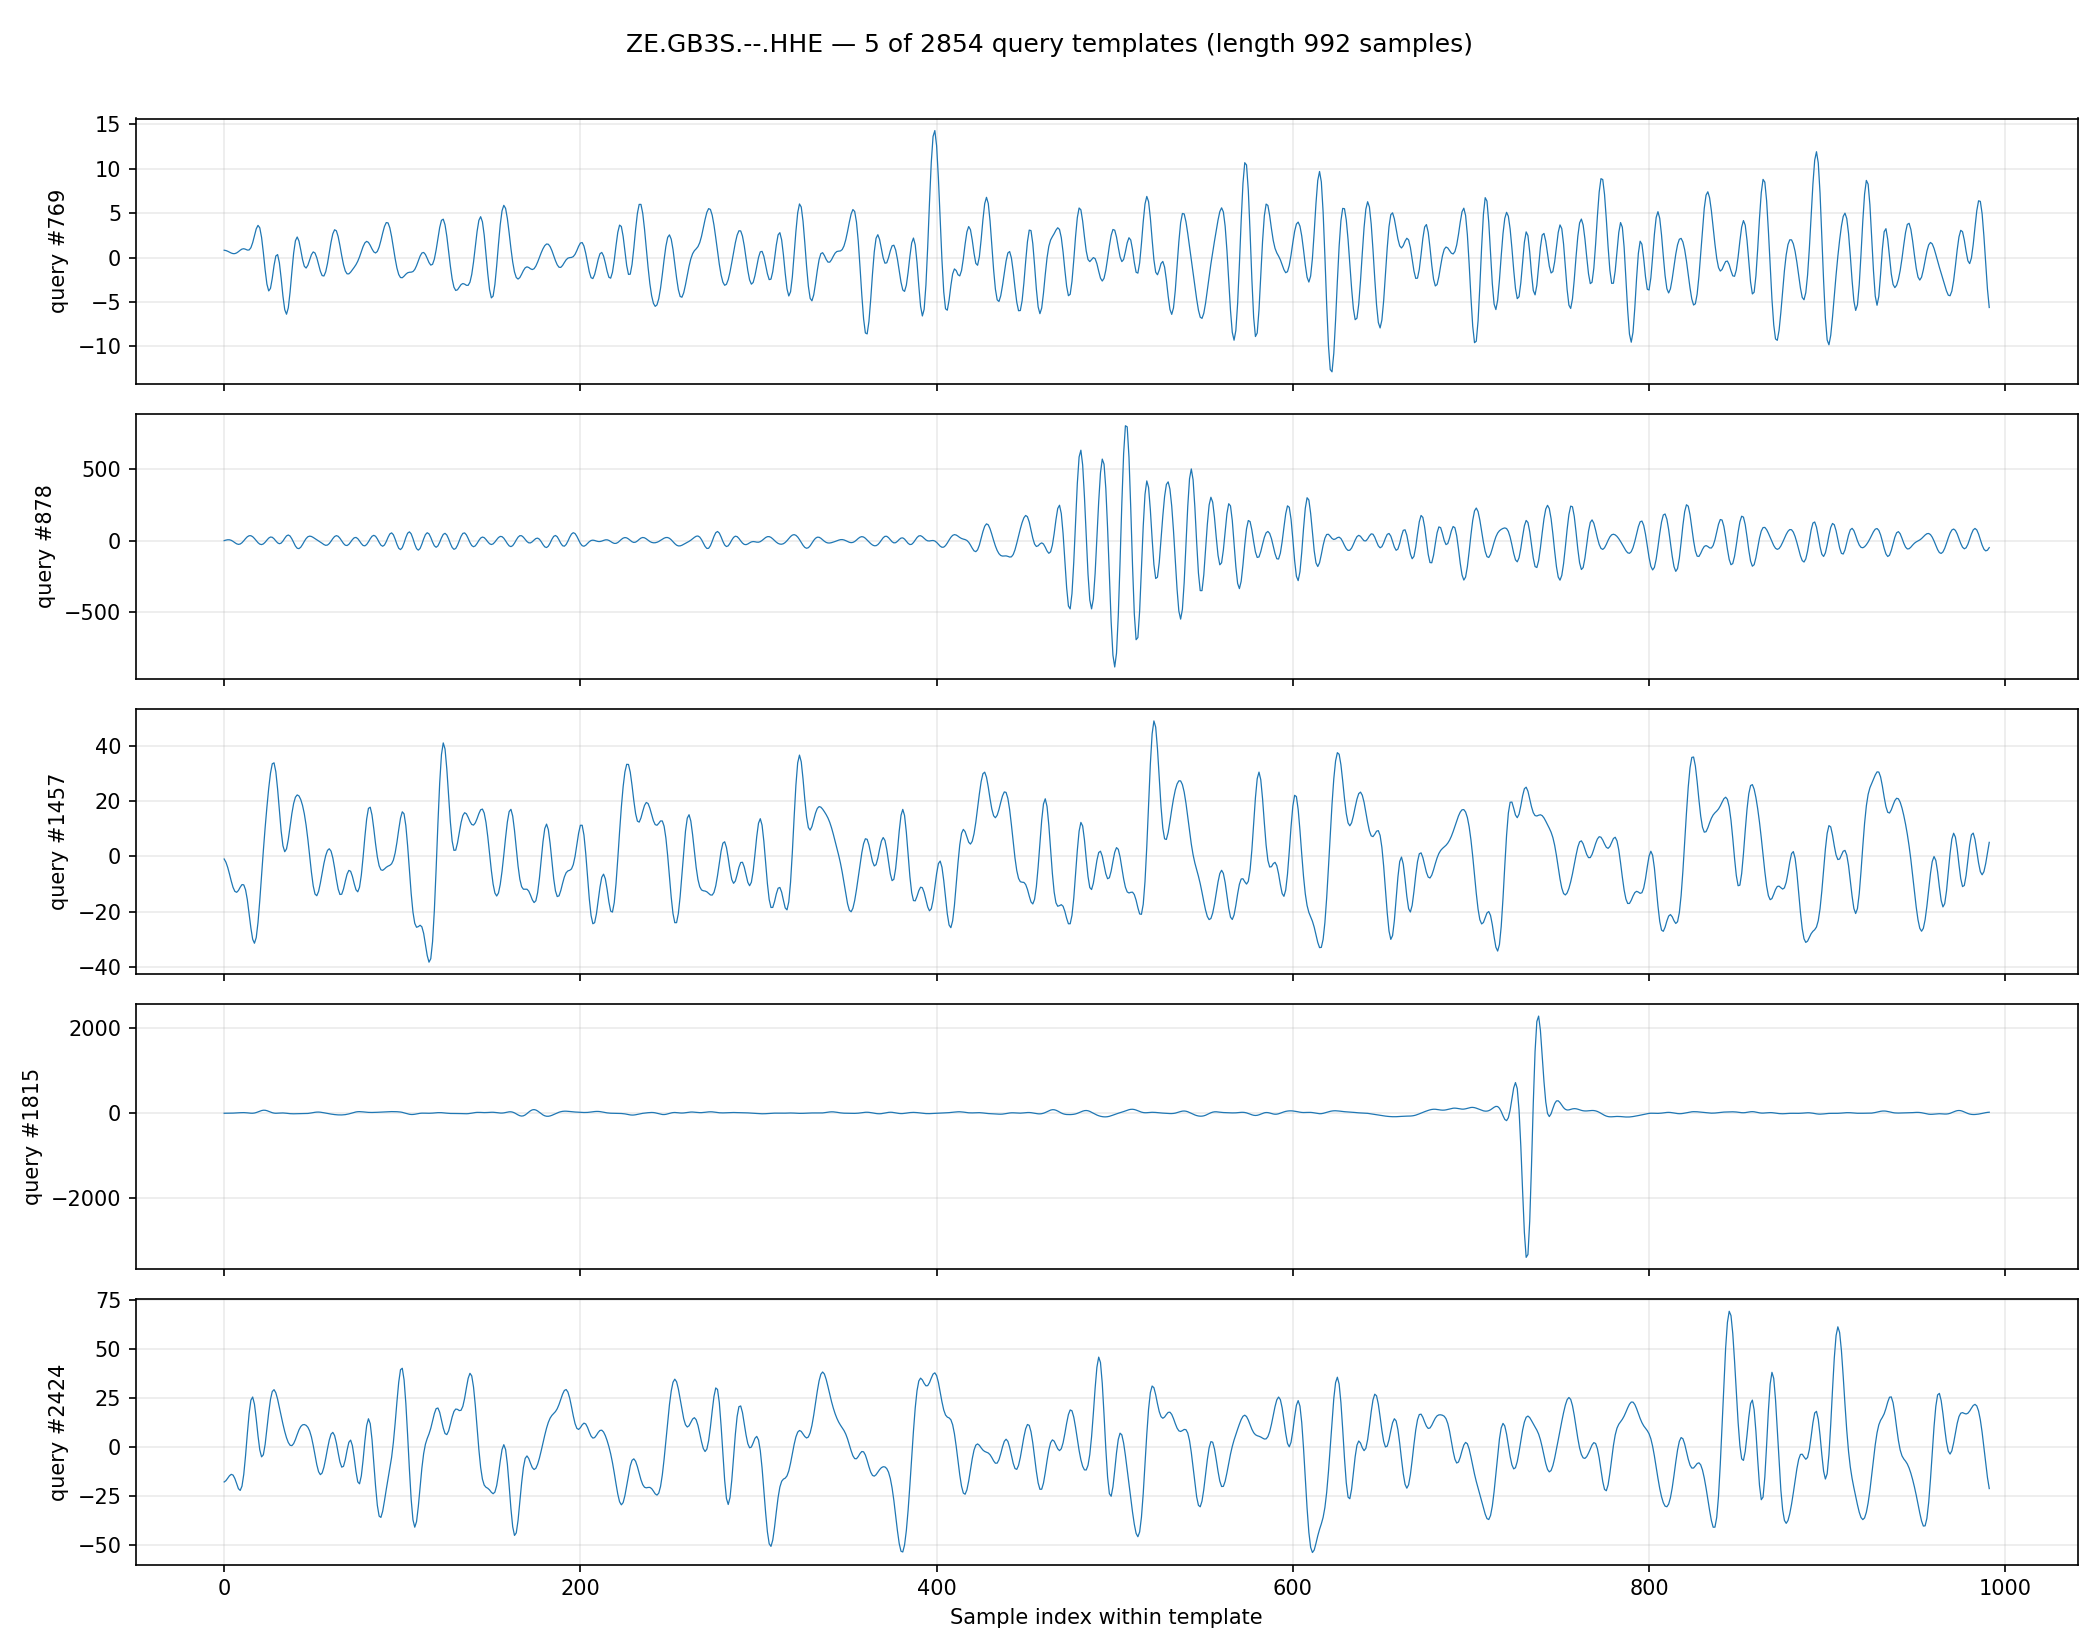 ZE.GB3S.--.HHE — 5 of 2854 query templates (length 992 samples)
15
10
5
0
−5
−10
query #769
500
0
−500
query #878
40
20
0
−20
−40
query #1457
2000
0
−2000
query #1815
75
50
25
0
−25
−50
query #2424
0 200 400 600 800 1000
Sample index within template